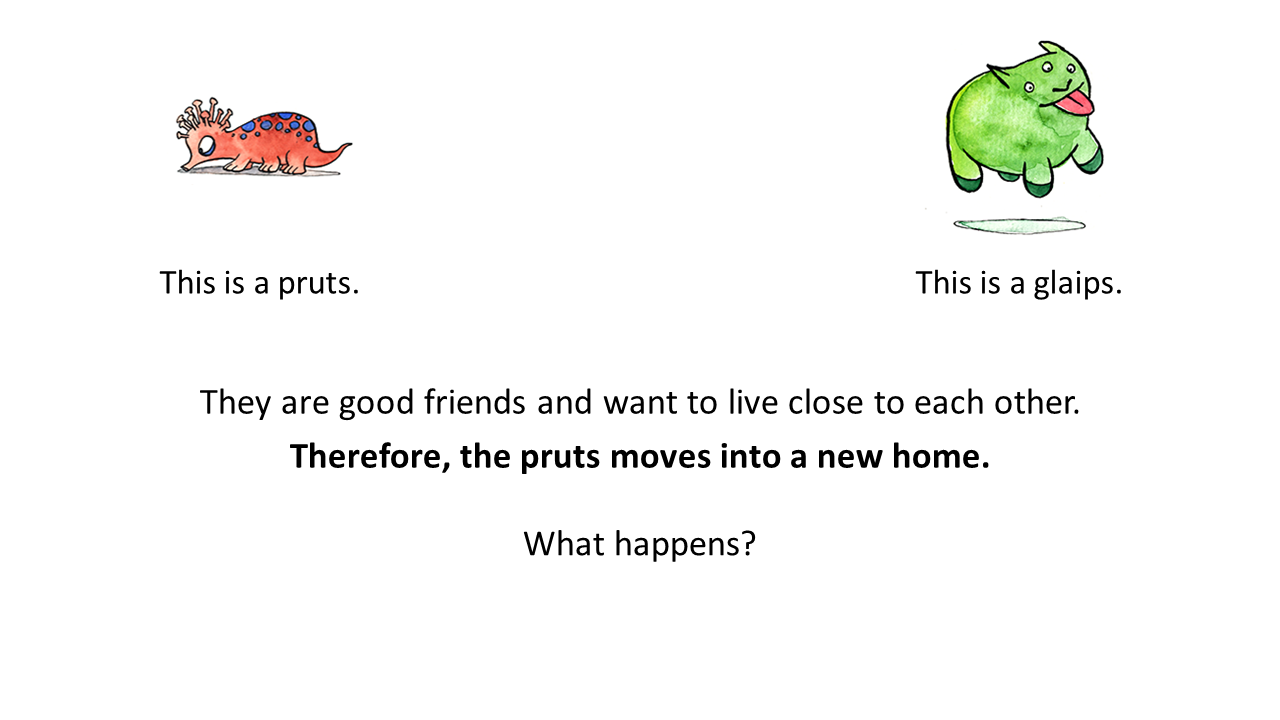 This is a pruts.
This is a glaips.
They are good friends and want to live close to each other.
Therefore, the pruts moves into a new home.
What happens?